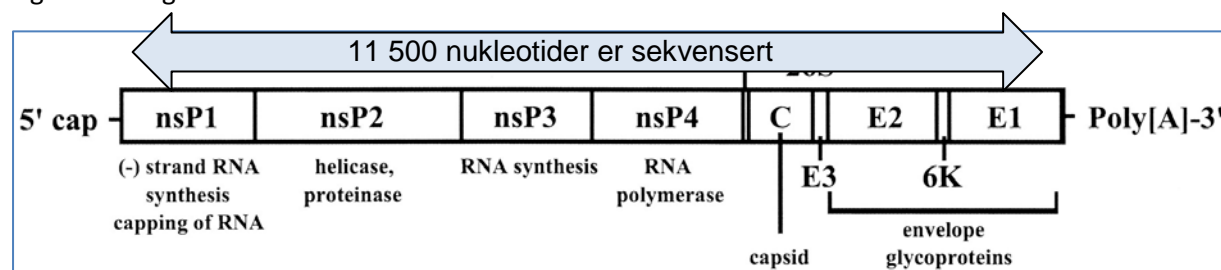 11 500 nukleotider er sekvensert
5' cap nsP1 nsP2 nsP3 nsP4 C E2 E1 Poly[A]-3'
(-) strand RNA
synthesis
capping of RNA
helicase,
proteinase
RNA synthesis
RNA
polymerase
E3
6K
capsid
envelope
glycoproteins